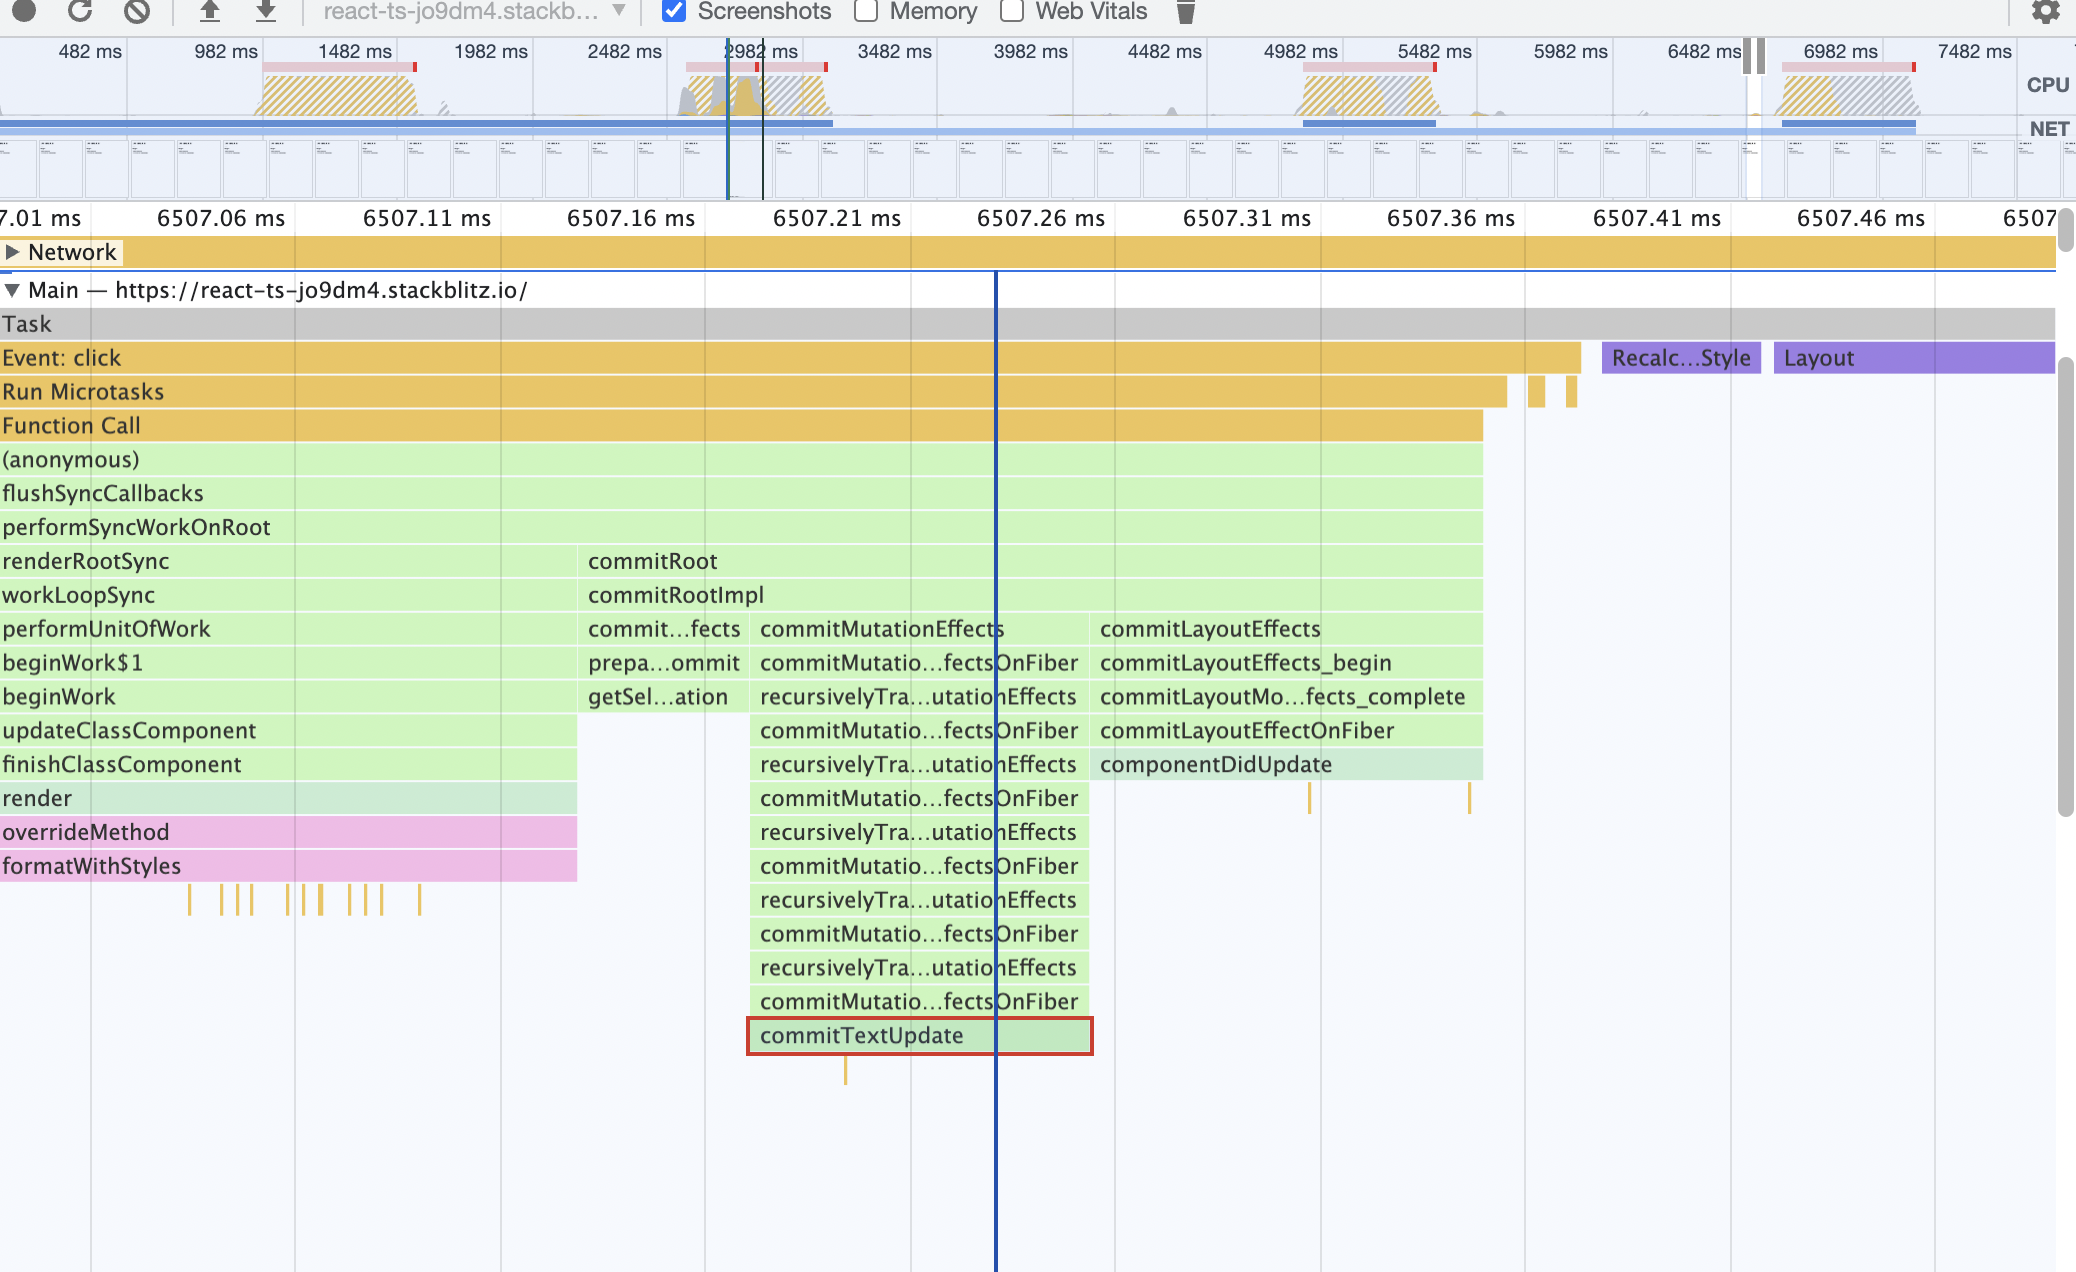 react-ts-jo9dm4.stackb... Screenshots Memory Web Vitals
482 ms 982 ms 1482 ms 1982 ms 2482 ms 2982 ms 3482 ms 3982 ms 4482 ms 4982 ms 5482 ms 5982 ms 6482 ms 6982 ms 7482 ms
CPU
NET
7.01 ms 6507.06 ms 6507.11 ms 6507.16 ms 6507.21 ms 6507.26 ms 6507.31 ms 6507.36 ms 6507.41 ms 6507.46 ms 6507
Network
Main — https://react-ts-jo9dm4.stackblitz.io/
Task
Event: click Recalc...Style Layout
Run Microtasks
Function Call
(anonymous)
flushSyncCallbacks
performSyncWorkOnRoot
renderRootSync commitRoot
workLoopSync commitRootImpl
performUnitOfWork commit...fects commitMutationEffects commitLayoutEffects
beginWork$1 prepa...ommit commitMutatio...fectsOnFiber commitLayoutEffects_begin
beginWork getSel...ation recursivelyTra...utationEffects commitLayoutMo...fects_complete
updateClassComponent commitMutatio...fectsOnFiber commitLayoutEffectOnFiber
finishClassComponent recursivelyTra...utationEffects componentDidUpdate
render commitMutatio...fectsOnFiber
overrideMethod recursivelyTra...utationEffects
formatWithStyles commitMutatio...fectsOnFiber
recursivelyTra...utationEffects
commitMutatio...fectsOnFiber
recursivelyTra...utationEffects
commitMutatio...fectsOnFiber
commitTextUpdate